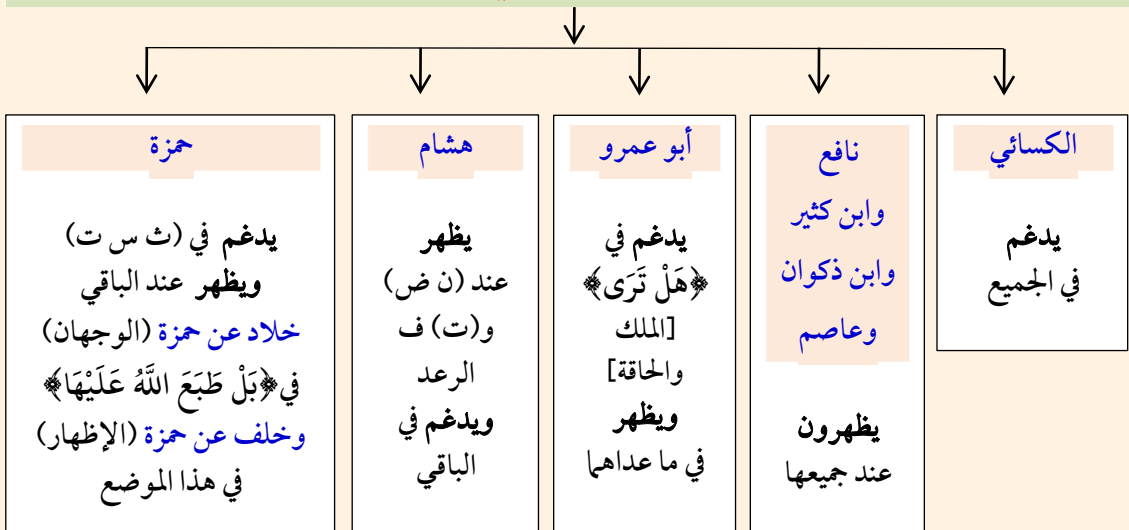 الكسائي
يدغم
في الجميع
نافع
وابن كثير
وابن ذكوان
وعاصم
يظهرون
عند جميعها
أبو عمرو
يدغم في
﴿هَلْ تَرَى﴾
[الملك
والحاقة]
ويظهر
في ما عداهما
هشام
يظهر
عند (ن ض)
و(ت) ف
الرعد
ويدغم في
الباقي
حمزة
يدغم في (ث س ت)
ويظهر عند الباقي
خلاد عن حمزة (الوجهان)
في﴿بَلْ طَبَعَ اللَّهُ عَلَيْهَا﴾
وخلف عن حمزة (الإظهار)
في هذا الموضع